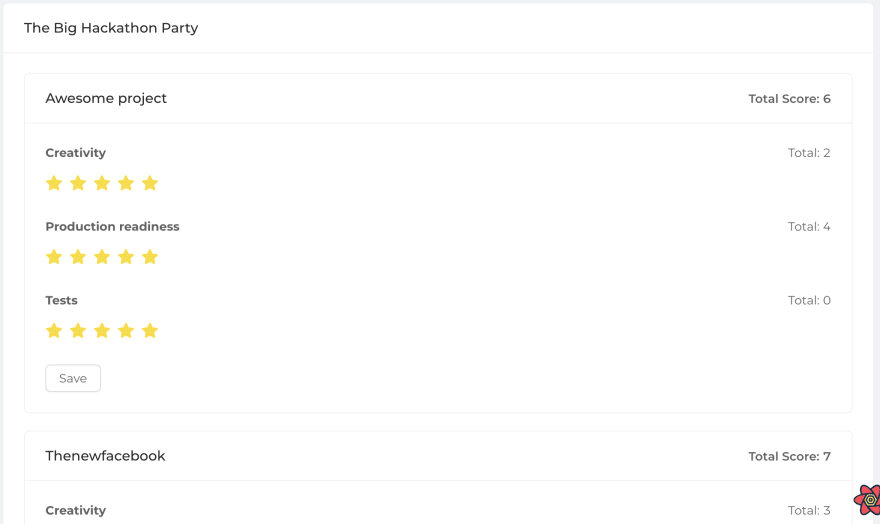 The Big Hackathon Party
Awesome project
Total Score: 6
Creativity
Total: 2
Production readiness
Total: 4
Tests
Total: 0
Save
Thenewfacebook
Total Score: 7
Creativity
Total: 3